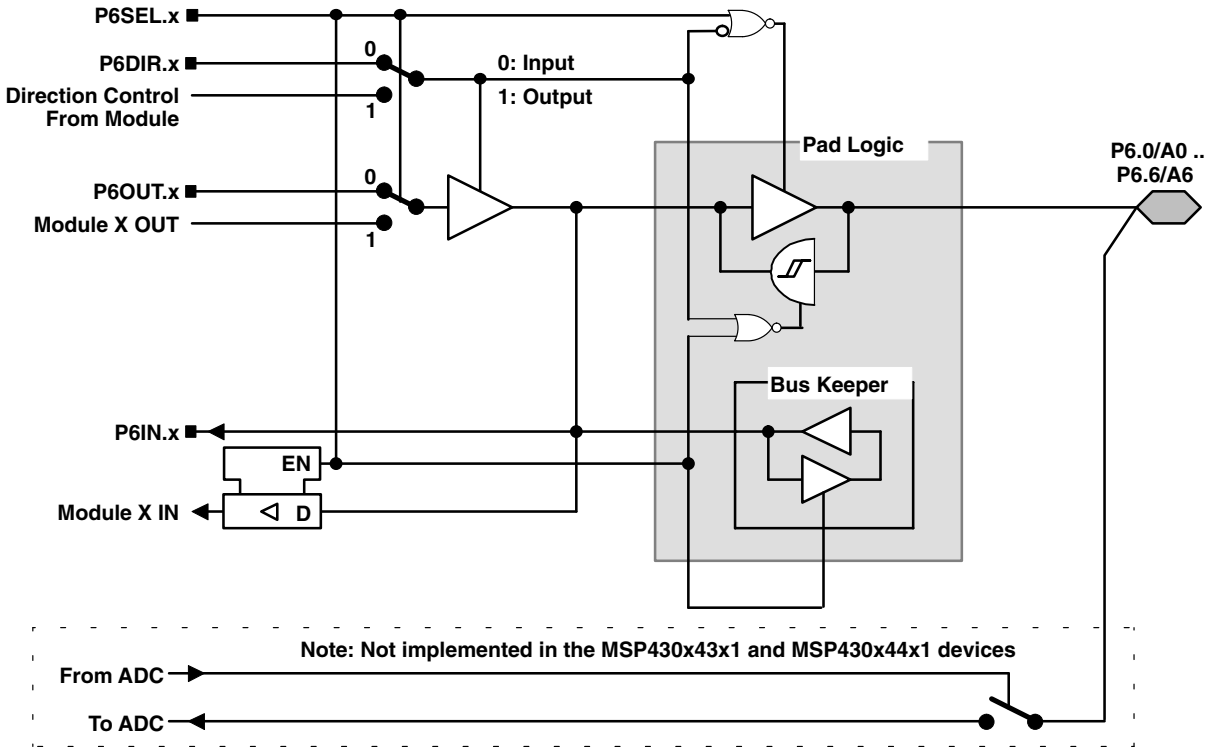 P6SEL.x
P6DIR.x
0
0: Input
Direction Control
From Module
1
1: Output
Pad Logic
P6.0/A0 ..
P6.6/A6
P6OUT.x
0
Module X OUT
1
Bus Keeper
P6IN.x
EN
Module X IN
D
Note: Not implemented in the MSP430x43x1 and MSP430x44x1 devices
From ADC
To ADC